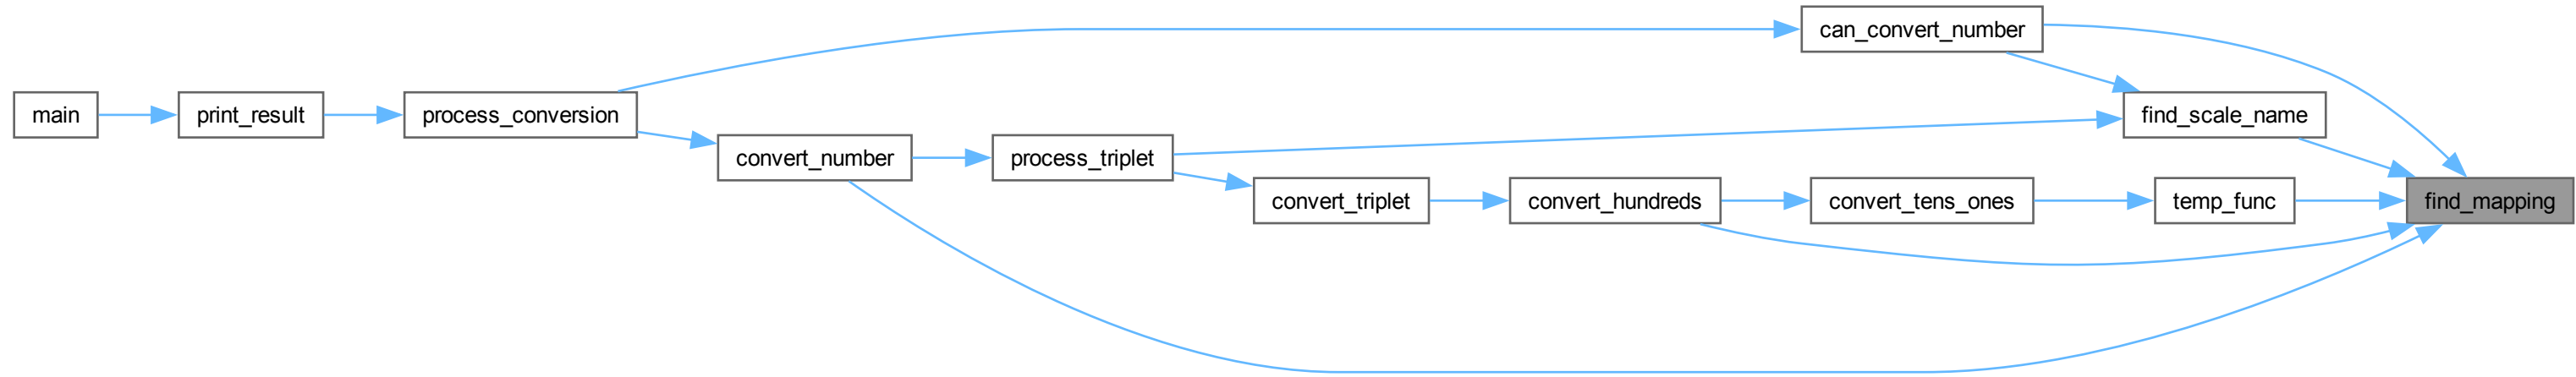 can_convert_number
main
print_result
process_conversion
find_scale_name
convert_number
process_triplet
convert_triplet
convert_hundreds
convert_tens_ones
temp_func
find_mapping